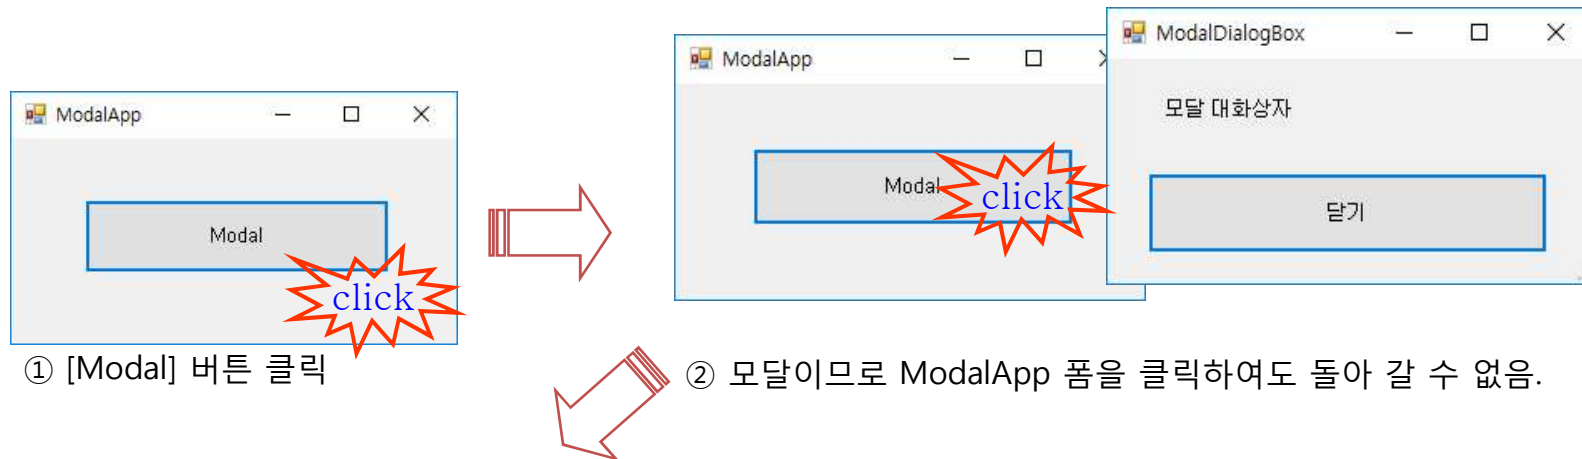 ModalApp
Modal
click
① [Modal] 버튼 클릭
ModalApp
Modal
click
ModalDialogBox
모달 대화상자
닫기
② 모달이므로 ModalApp 폼을 클릭하여도 돌아 갈 수 없음.